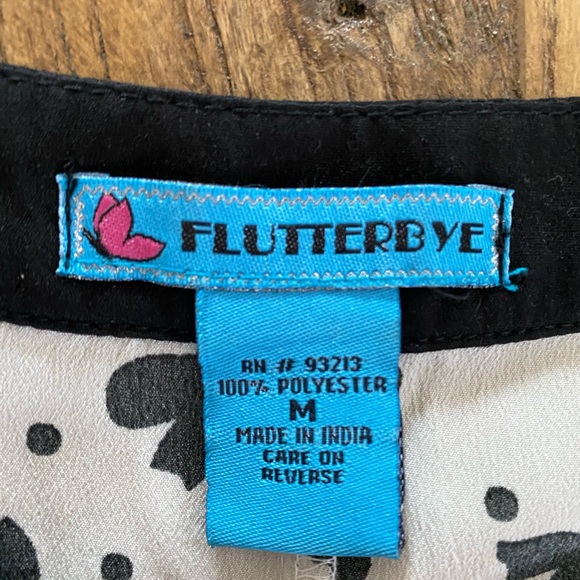 FLUTTERBYE
RN # 93213
100% POLYESTER
M
MADE IN INDIA
CARE ON
REVERSE